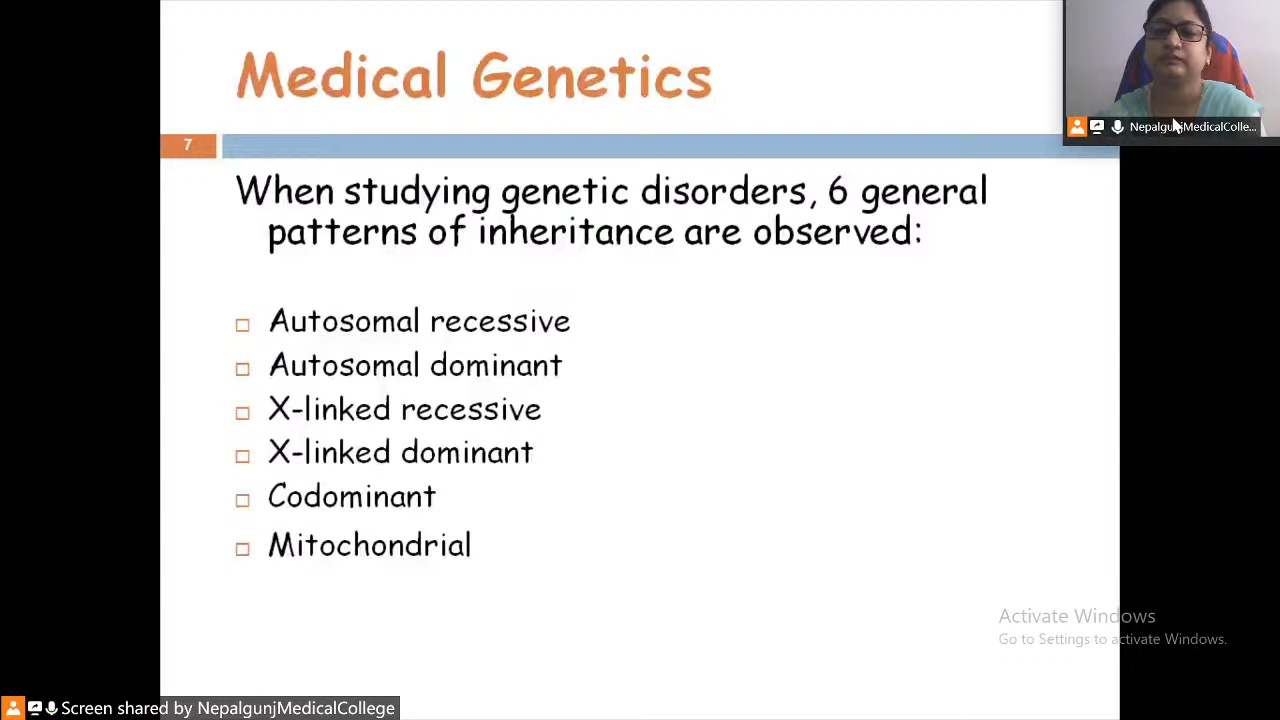 Medical Genetics
NepalgunjMedicalColle...
7
When studying genetic disorders, 6 general
patterns of inheritance are observed:
Autosomal recessive
Autosomal dominant
X-linked recessive
X-linked dominant
Codominant
Mitochondrial
Activate Windows
Go to Settings to activate Windows.
Screen shared by NepalgunjMedicalCollege